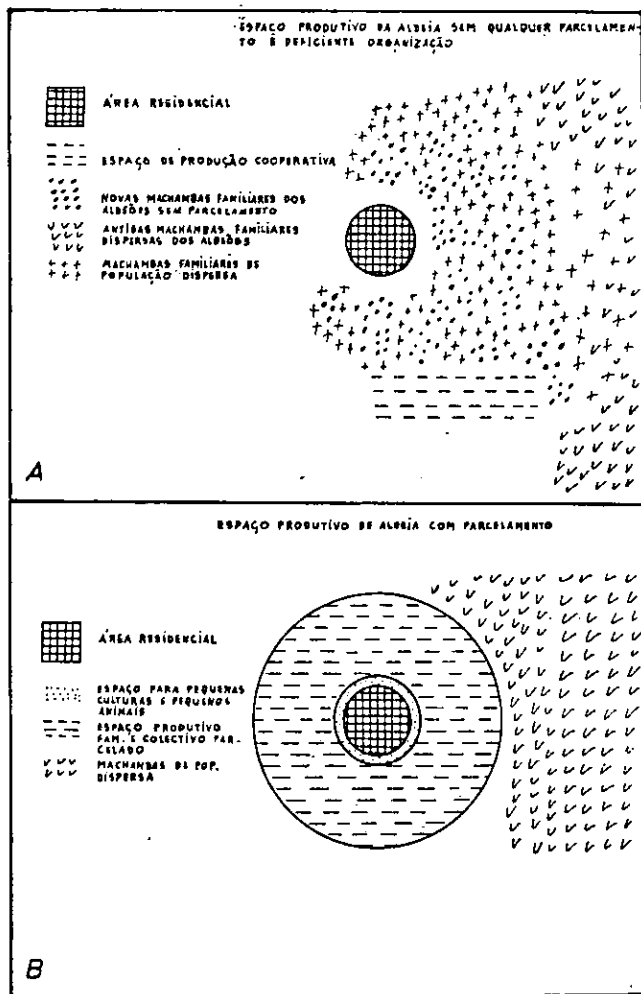 ESPAÇO PRODUTIVO DA ALDEIA SEM QUALQUER PARCELAMEN-
TO E DEFICIENTE ORGANIZAÇÃO
ÁREA RESIDENCIAL
ESPAÇO DE PRODUÇÃO COOPERATIVA
NOVAS MACHAMBAS FAMILIARES DOS
ALDEÕES SEM PARCELAMENTO
ANTIGAS MACHAMBAS FAMILIARES
DISPERSAS DOS ALDEÕES
MACHAMBAS FAMILIARES DE
POPULAÇÃO DISPERSA
A
ESPAÇO PRODUTIVO DE ALDEIA COM PARCELAMENTO
ÁREA RESIDENCIAL
ESPAÇO PARA PEQUENAS
CULTURAS E PEQUENOS
ANIMAIS
ESPAÇO PRODUTIVO
FAM. E COLECTIVO PAR-
CELADO
MACHAMBAS DE POP.
DISPERSA
B